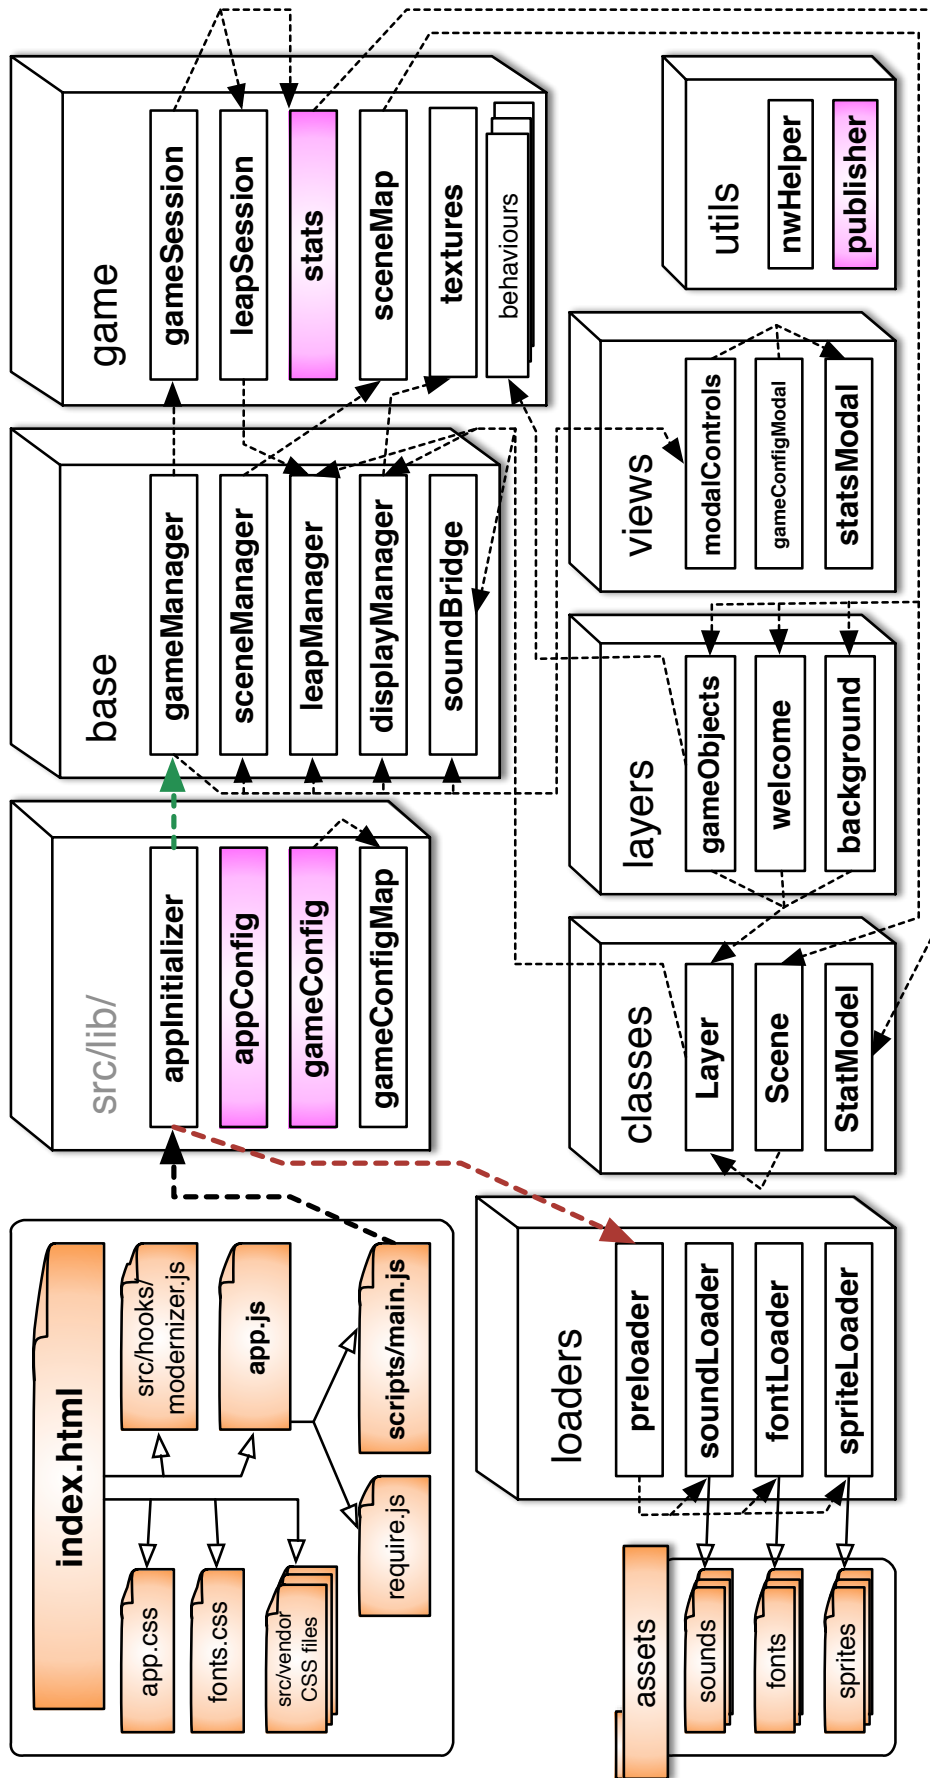 index.html
app.css
fonts.css
src/vendor
CSS files
src/hooks/
modernizer.js
app.js
require.js
scripts/main.js
src/lib/
appInitializer
appConfig
gameConfig
gameConfigMap
base
gameManager
sceneManager
leapManager
displayManager
soundBridge
game
gameSession
leapSession
stats
sceneMap
textures
behaviours
assets
sounds
fonts
sprites
loaders
preloader
soundLoader
fontLoader
spriteLoader
classes
Layer
Scene
StatModel
layers
gameObjects
welcome
background
views
modalControls
gameConfigModal
statsModal
utils
nwHelper
publisher